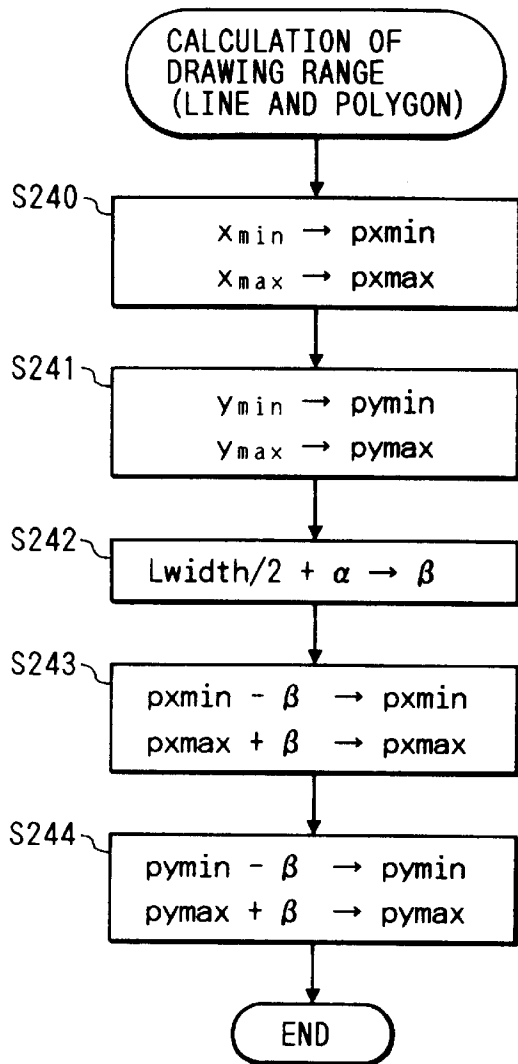 CALCULATION OF
DRAWING RANGE
(LINE AND POLYGON)
S240
xmin → pxmin
xmax → pxmax
S241
ymin → pymin
ymax → pymax
S242
Lwidth/2 + α → β
S243
pxmin - β → pxmin
pxmax + β → pxmax
S244
pymin - β → pymin
pymax + β → pymax
END